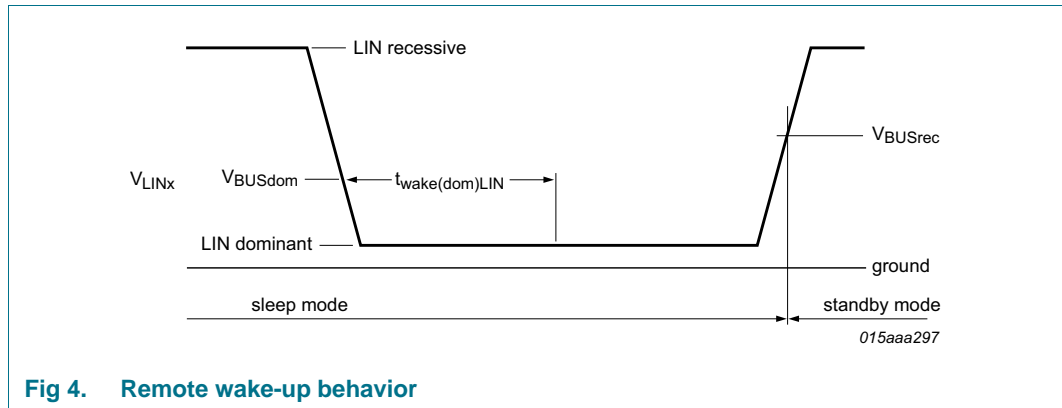 LIN recessive
V_BUSrec
V_LINx V_BUSdom t_wake(dom)LIN
LIN dominant
ground
sleep mode standby mode
015aaa297
Fig 4. Remote wake-up behavior